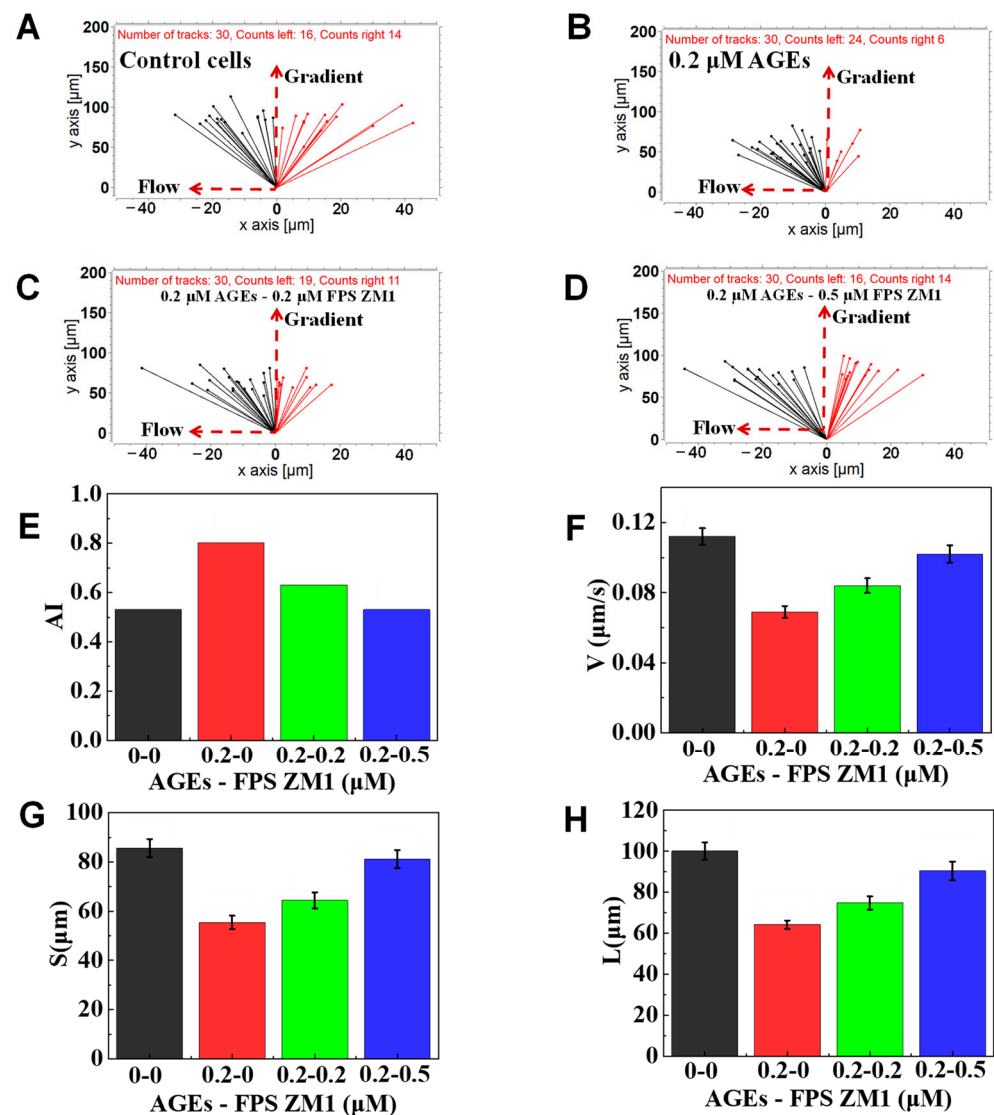 A
Number of tracks: 30, Counts left: 16, Counts right 14
Control cells
Gradient
Flow
y axis [µm]
200
150
100
50
0
−40 −20 0 20 40
x axis [µm]
B
Number of tracks: 30, Counts left: 24, Counts right 6
0.2 µM AGEs
Gradient
Flow
y axis [µm]
200
150
100
50
0
−40 −20 0 20 40
x axis [µm]
C
Number of tracks: 30, Counts left: 19, Counts right 11
0.2 µM AGEs - 0.2 µM FPS ZM1
Gradient
Flow
y axis [µm]
200
150
100
50
0
−40 −20 0 20 40
x axis [µm]
D
Number of tracks: 30, Counts left: 16, Counts right 14
0.2 µM AGEs - 0.5 µM FPS ZM1
Gradient
Flow
y axis [µm]
200
150
100
50
0
−40 −20 0 20 40
x axis [µm]
E
AI
1.0
0.8
0.6
0.4
0.2
0.0
0-0 0.2-0 0.2-0.2 0.2-0.5
AGEs - FPS ZM1 (µM)
F
V (µm/s)
0.12
0.08
0.04
0.00
0-0 0.2-0 0.2-0.2 0.2-0.5
AGEs - FPS ZM1 (µM)
G
S(µm)
100
80
60
40
20
0
0-0 0.2-0 0.2-0.2 0.2-0.5
AGEs - FPS ZM1 (µM)
H
L(µm)
120
100
80
60
40
20
0
0-0 0.2-0 0.2-0.2 0.2-0.5
AGEs - FPS ZM1 (µM)